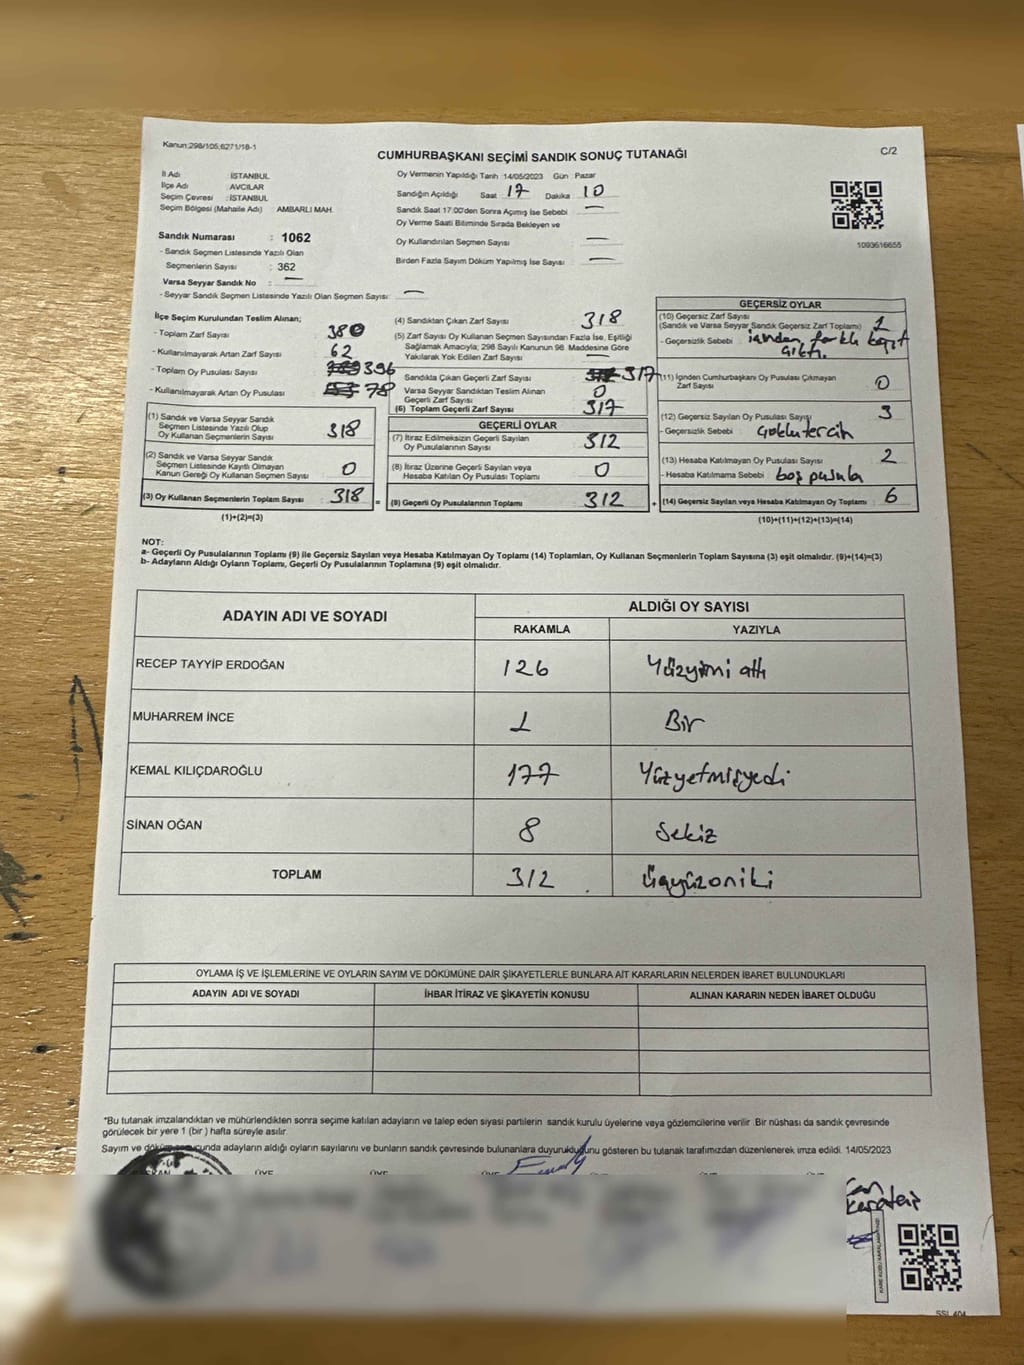 Kanun:298/105;6271/18-1
CUMHURBAŞKANI SEÇİMİ SANDIK SONUÇ TUTANAĞI
C/2
İl Adı : İSTANBUL
İlçe Adı : AVCILAR
Seçim Çevresi : İSTANBUL
Seçim Bölgesi (Mahalle Adı) : AMBARLI MAH.
Oy Vermenin Yapıldığı Tarih :14/05/2023 Gün : Pazar
Sandığın Açıldığı Saat 17 Dakika 10
Sandık Saat 17:00'den Sonra Açılmış İse Sebebi —
Oy Verme Saati Bitiminde Sırada Bekleyen ve
Oy Kullandırılan Seçmen Sayısı —
Birden Fazla Sayım Döküm Yapılmış İse Sayısı —
1093616655
Sandık Numarası : 1062
- Sandık Seçmen Listesinde Yazılı Olan
Seçmenlerin Sayısı : 362
Varsa Seyyar Sandık No : —
- Seyyar Sandık Seçmen Listesinde Yazılı Olan Seçmen Sayısı: —
İlçe Seçim Kurulundan Teslim Alınan;
- Toplam Zarf Sayısı 380
- Kullanılmayarak Artan Zarf Sayısı 62
- Toplam Oy Pusulası Sayısı 396
- Kullanılmayarak Artan Oy Pusulası 78
(1) Sandık ve Varsa Seyyar Sandık
Seçmen Listesinde Yazılı Olup
Oy Kullanan Seçmenlerin Sayısı 318
(2) Sandık ve Varsa Seyyar Sandık
Seçmen Listesinde Kayıtlı Olmayan
Kanun Gereği Oy Kullanan Seçmen Sayısı 0
(3) Oy Kullanan Seçmenlerin Toplam Sayısı 318 =
(1)+(2)=(3)
(4) Sandıktan Çıkan Zarf Sayısı 318
(5) Zarf Sayısı Oy Kullanan Seçmen Sayısından Fazla İse, Eşitliği
Sağlamak Amacıyla; 298 Sayılı Kanunun 98. Maddesine Göre
Yakılarak Yok Edilen Zarf Sayısı —
Sandıkta Çıkan Geçerli Zarf Sayısı 317
Varsa Seyyar Sandıktan Teslim Alınan
Geçerli Zarf Sayısı 0
(6) Toplam Geçerli Zarf Sayısı 317
GEÇERLİ OYLAR
(7) İtiraz Edilmeksizin Geçerli Sayılan
Oy Pusulalarının Sayısı 312
(8) İtiraz Üzerine Geçerli Sayılan veya
Hesaba Katılan Oy Pusulası Toplamı 0
(9) Geçerli Oy Pusulalarının Toplamı 312 +
GEÇERSİZ OYLAR
(10) Geçersiz Zarf Sayısı
(Sandık ve Varsa Seyyar Sandık Geçersiz Zarf Toplamı) 1
- Geçersizlik Sebebi : içinden farklı kağıt
çıktı.
(11) İçinden Cumhurbaşkanı Oy Pusulası Çıkmayan
Zarf Sayısı 0
(12) Geçersiz Sayılan Oy Pusulası Sayısı 3
- Geçersizlik Sebebi : çoklu tercih
(13) Hesaba Katılmayan Oy Pusulası Sayısı 2
- Hesaba Katılmama Sebebi : boş pusula
(14) Geçersiz Sayılan veya Hesaba Katılmayan Oy Toplamı 6
(10)+(11)+(12)+(13)=(14)
NOT:
a- Geçerli Oy Pusulalarının Toplamı (9) ile Geçersiz Sayılan veya Hesaba Katılmayan Oy Toplamı (14) Toplamları, Oy Kullanan Seçmenlerin Toplam Sayısına (3) eşit olmalıdır. (9)+(14)=(3)
b- Adayların Aldığı Oyların Toplamı, Geçerli Oy Pusulalarının Toplamına (9) eşit olmalıdır.
ADAYIN ADI VE SOYADI
ALDIĞI OY SAYISI
RAKAMLA YAZIYLA
RECEP TAYYİP ERDOĞAN 126 Yüzyirmi altı
MUHARREM İNCE 1 Bir
KEMAL KILIÇDAROĞLU 177 Yüzyetmişyedi
SİNAN OĞAN 8 Sekiz
TOPLAM 312 Üçyüzoniki
OYLAMA İŞ VE İŞLEMLERİNE VE OYLARIN SAYIM VE DÖKÜMÜNE DAİR ŞİKAYETLERLE BUNLARA AİT KARARLARIN NELERDEN İBARET BULUNDUKLARI
ADAYIN ADI VE SOYADI İHBAR İTİRAZ VE ŞİKAYETİN KONUSU ALINAN KARARIN NEDEN İBARET OLDUĞU
*Bu tutanak imzalandıktan ve mühürlendikten sonra seçime katılan adayların ve talep eden siyasi partilerin sandık kurulu üyelerine veya gözlemcilerine verilir. Bir nüshası da sandık çevresinde
görülecek bir yere 1 (bir ) hafta süreyle asılır.
Sayım ve döküm sonucunda adayların aldığı oyların sayılarını ve bunların sandık çevresinde bulunanlara duyurulduğunu gösteren bu tutanak tarafımızdan düzenlenerek imza edildi. 14/05/2023
ÜYE ÜYE
SSL 404